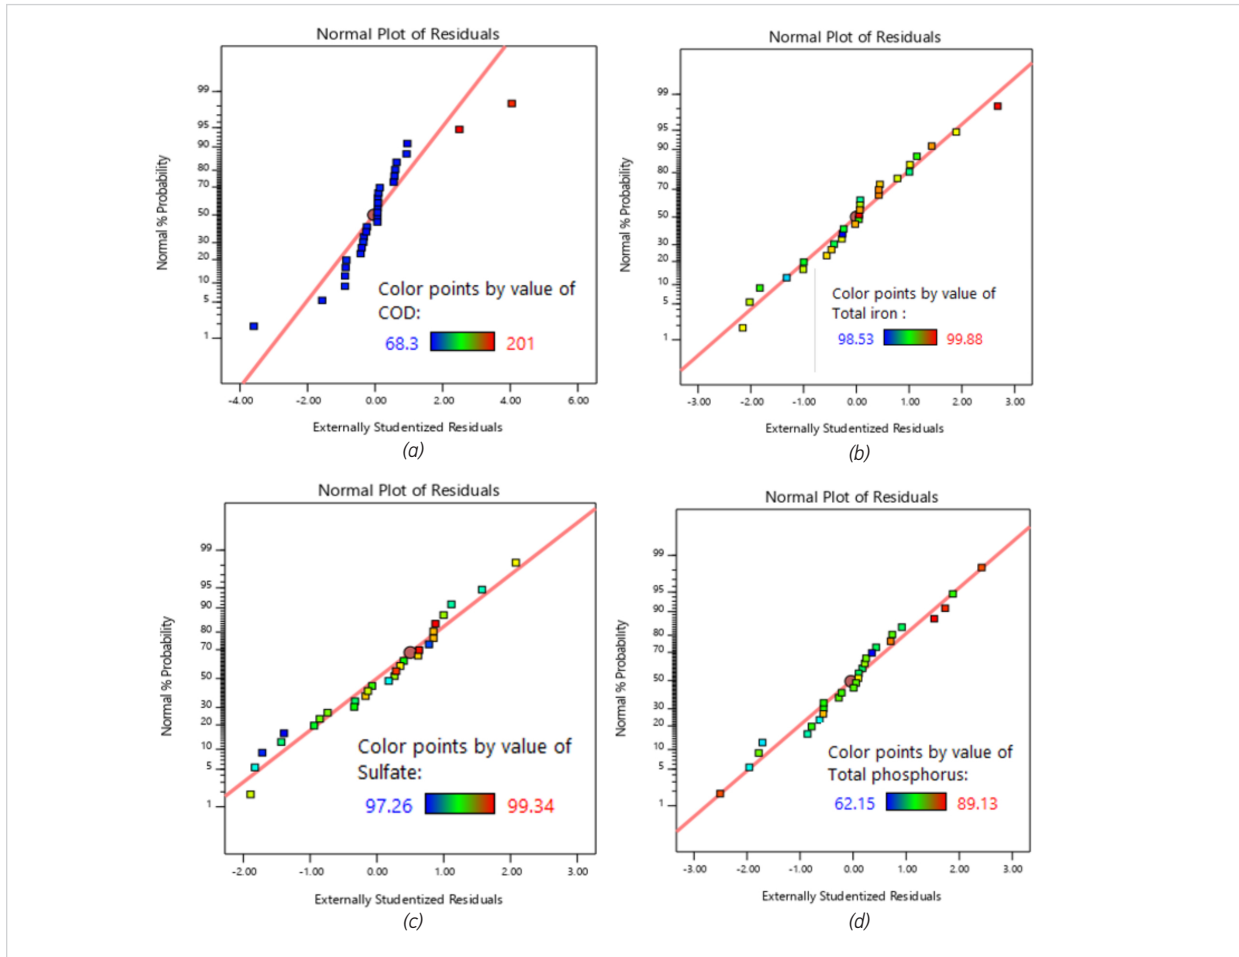 Normal Plot of Residuals
Normal % Probability
99
95
90
80
70
50
30
20
10
5
1
Color points by value of
COD:
68.3 201
-4.00 -2.00 0.00 2.00 4.00 6.00
Externally Studentized Residuals
(a)
Normal Plot of Residuals
Normal % Probability
99
95
90
80
70
50
30
20
10
5
1
Color points by value of
Total iron :
98.53 99.88
-3.00 -2.00 -1.00 0.00 1.00 2.00 3.00
Externally Studentized Residuals
(b)
Normal Plot of Residuals
Normal % Probability
99
95
90
80
70
50
30
20
10
5
1
Color points by value of
Sulfate:
97.26 99.34
-2.00 -1.00 0.00 1.00 2.00 3.00
Externally Studentized Residuals
(c)
Normal Plot of Residuals
Normal % Probability
99
95
90
80
70
50
30
20
10
5
1
Color points by value of
Total phosphorus:
62.15 89.13
-3.00 -2.00 -1.00 0.00 1.00 2.00 3.00
Externally Studentized Residuals
(d)